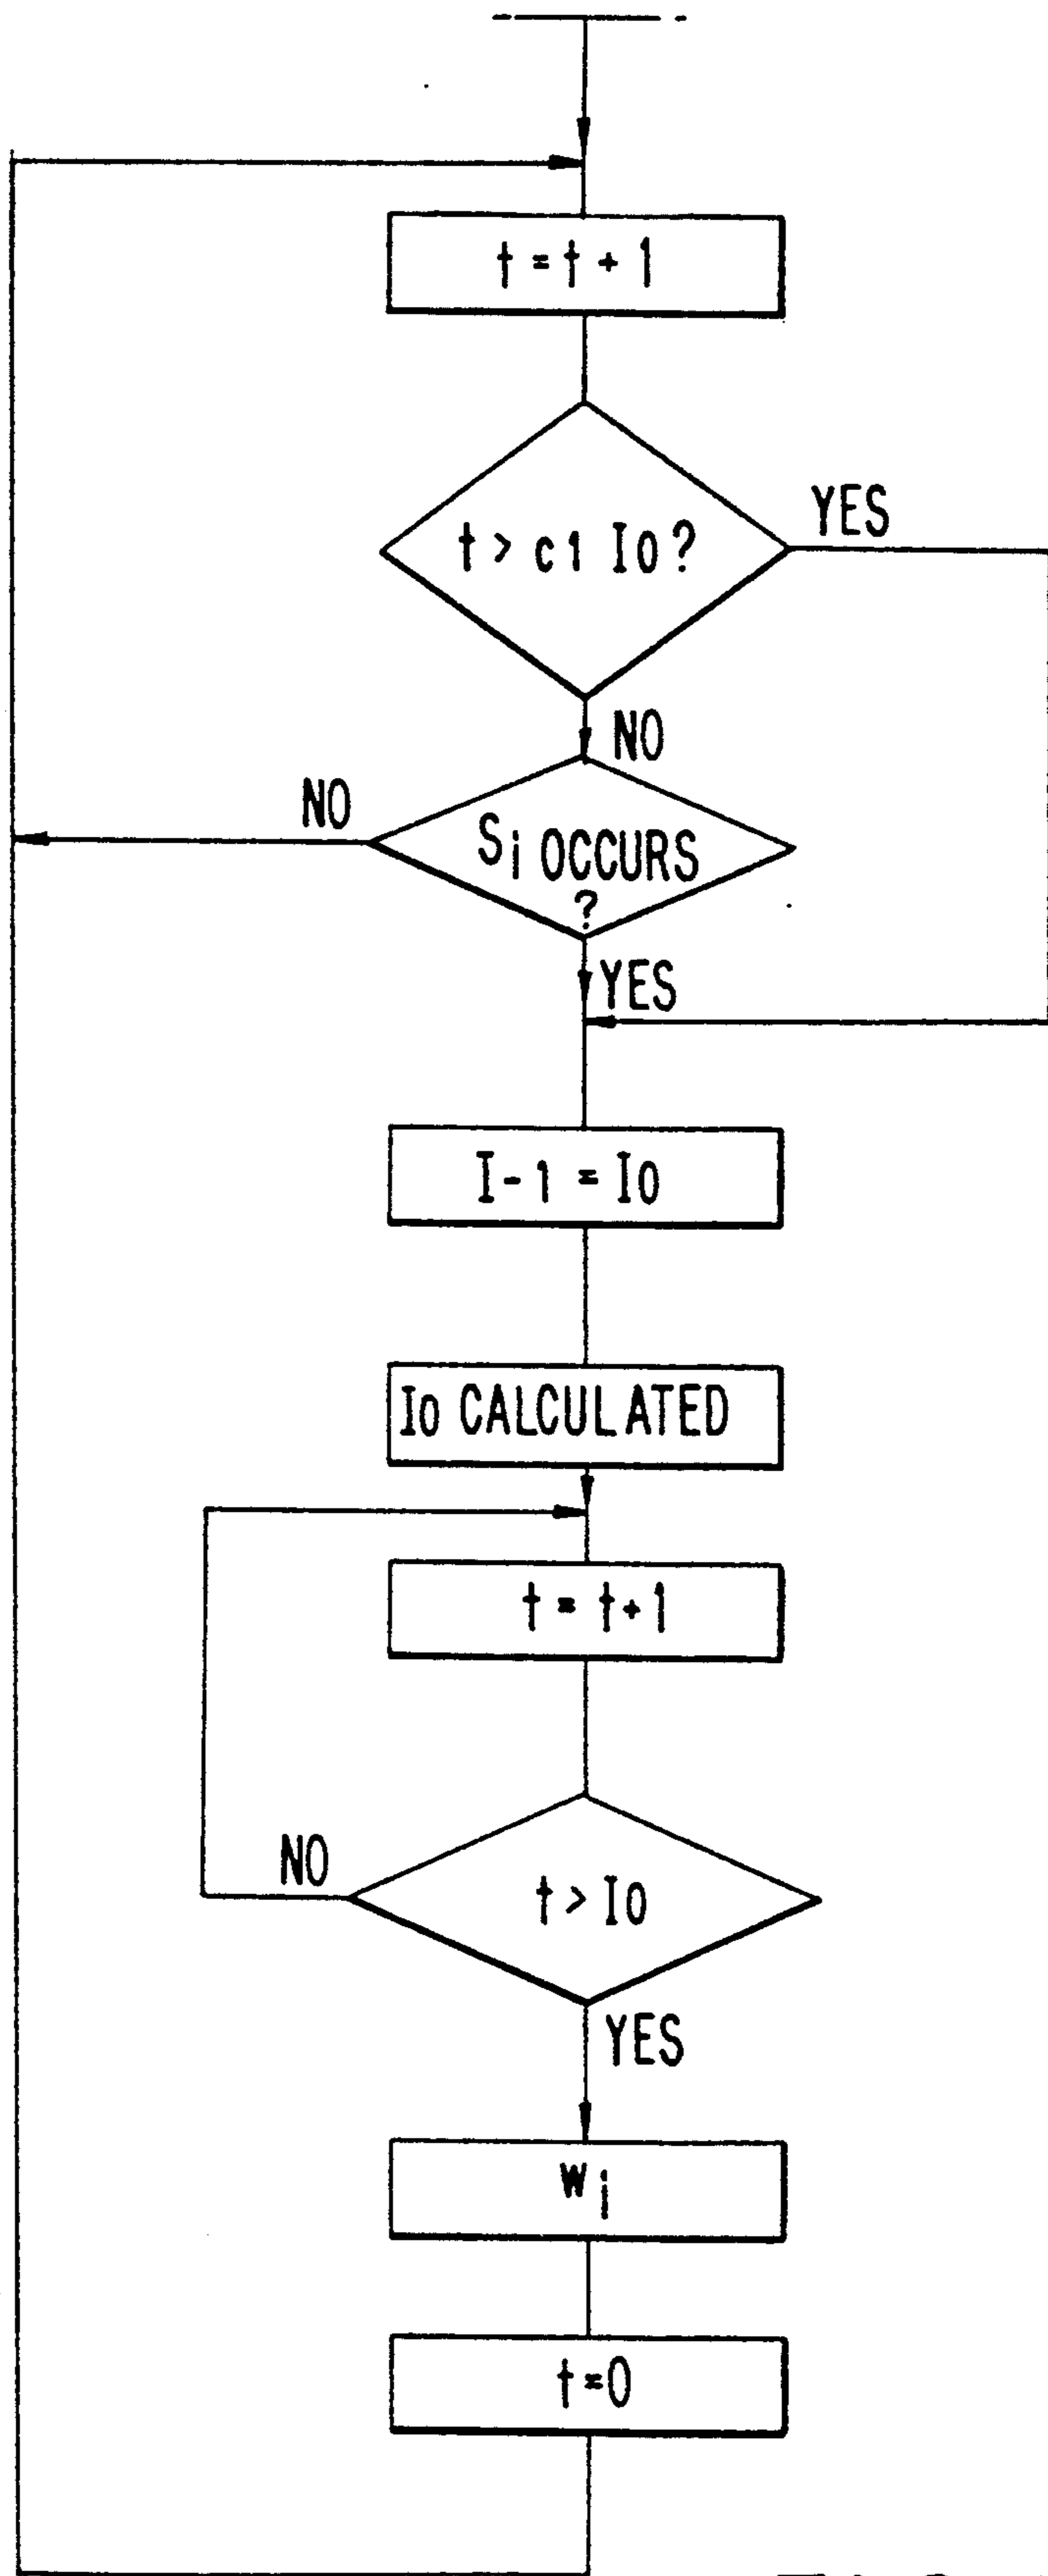 t = t + 1
t > c1 Io?
YES
NO
NO
Si OCCURS
?
YES
I-1 = Io
Io CALCULATED
t = t+1
NO
t > Io
YES
Wi
t=0